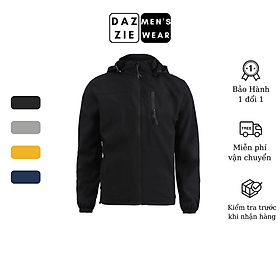 DAZ
ZIE
MEN'S
WEAR
1
Bảo Hành
1 đổi 1
FREE
Miễn phí
vận chuyển
Kiểm tra trước
khi nhận hàng